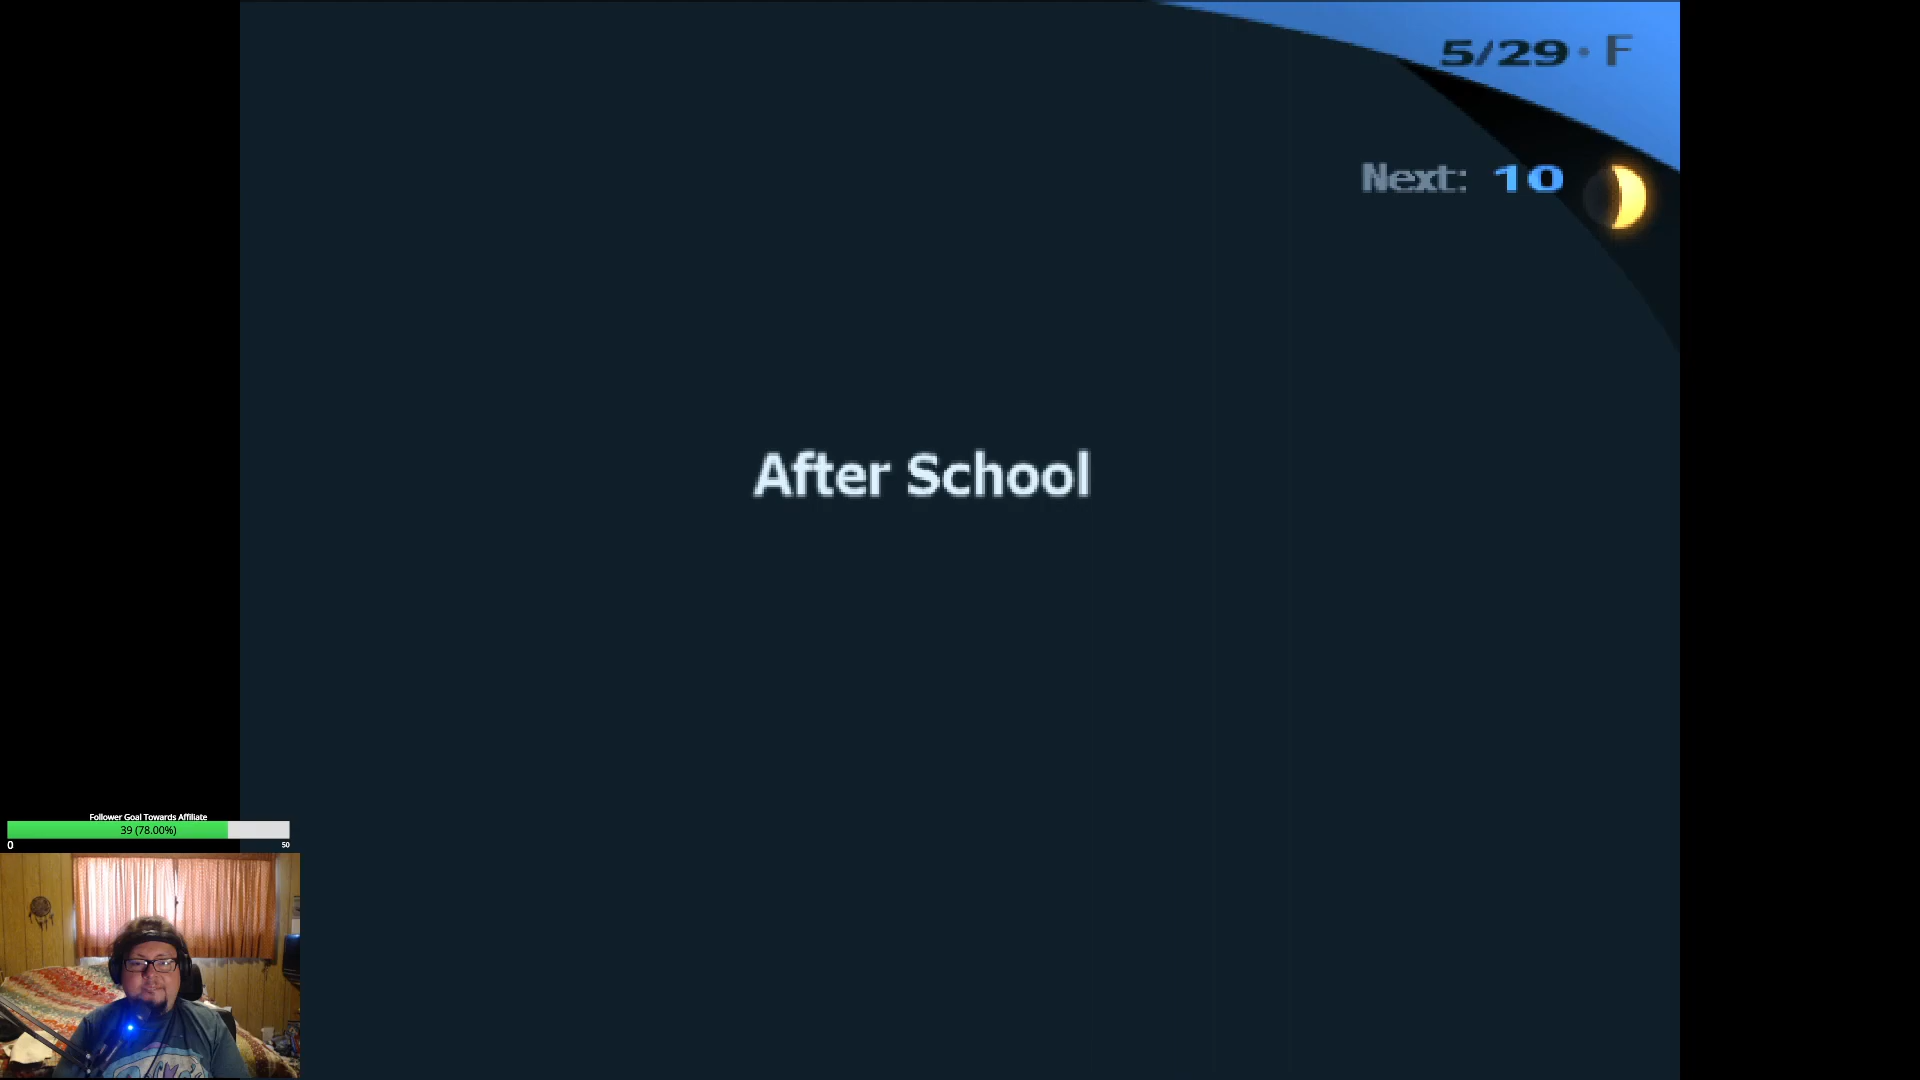 5/29 · F
Next: 10
After School
Follower Goal Towards Affiliate
39 (78.00%)
0
50